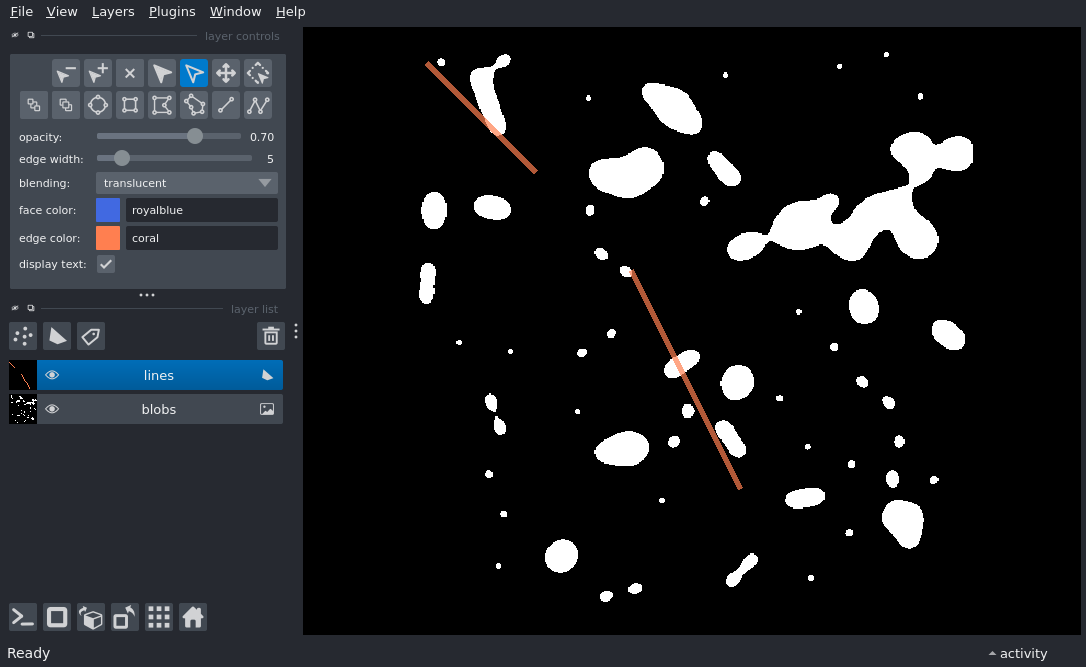 File View Layers Plugins Window Help
layer controls
opacity: 0.70
edge width: 5
blending: translucent
face color: royalblue
edge color: coral
display text:
layer list
lines
blobs
Ready
activity